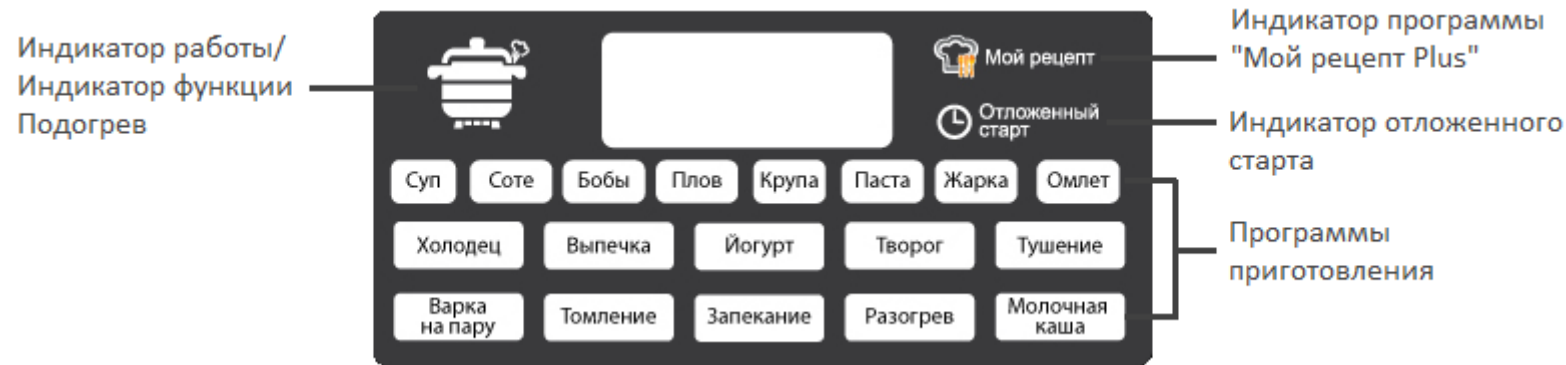 Индикатор работы/
Индикатор функции
Подогрев
Мой рецепт
Отложенный
старт
Индикатор программы
"Мой рецепт Plus"
Индикатор отложенного
старта
Суп Соте Бобы Плов Крупа Паста Жарка Омлет
Холодец Выпечка Йогурт Творог Тушение
Варка
на пару
Томление Запекание Разогрев
Молочная
каша
Программы
приготовления